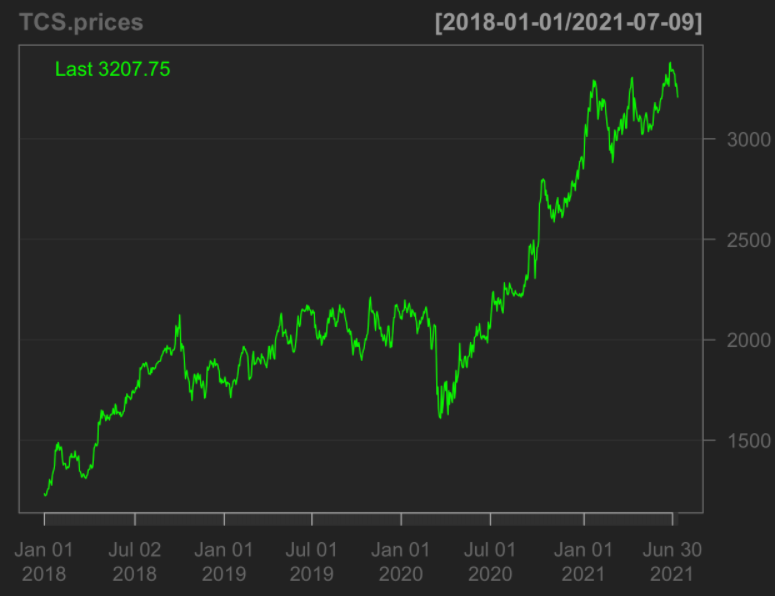 TCS.prices [2018-01-01/2021-07-09]
Last 3207.75
3000
2500
2000
1500
Jan 01 Jul 02 Jan 01 Jul 01 Jan 01 Jul 01 Jan 01 Jun 30
2018 2018 2019 2019 2020 2020 2021 2021